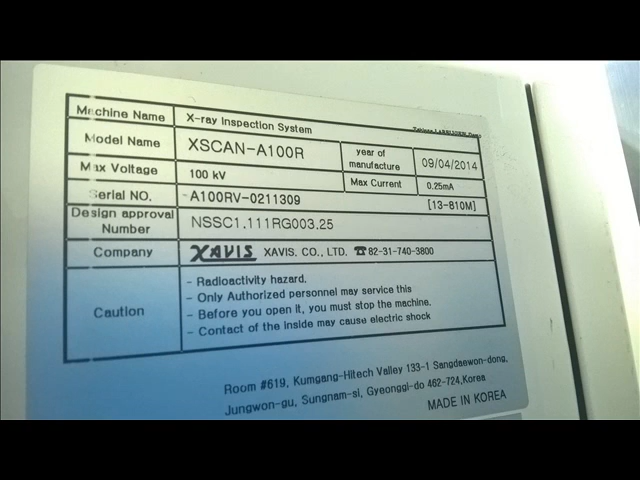 Machine Name X-ray Inspection System
Model Name XSCAN-A100R year of manufacture 09/04/2014
Max Voltage 100 kV Max Current 0.25mA
Serial NO. A100RV-0211309 [13-810M]
Design approval Number NSSC1.111RG003.25
Company XAVIS XAVIS. CO., LTD. ☎82-31-740-3800
Caution
- Radioactivity hazard.
- Only Authorized personnel may service this
- Before you open it, you must stop the machine.
- Contact of the inside may cause electric shock
Room #619, Kumgang-Hitech Valley 133-1 Sangdaewon-dong,
Jungwon-gu, Sungnam-si, Gyeonggi-do 462-724,Korea
MADE IN KOREA